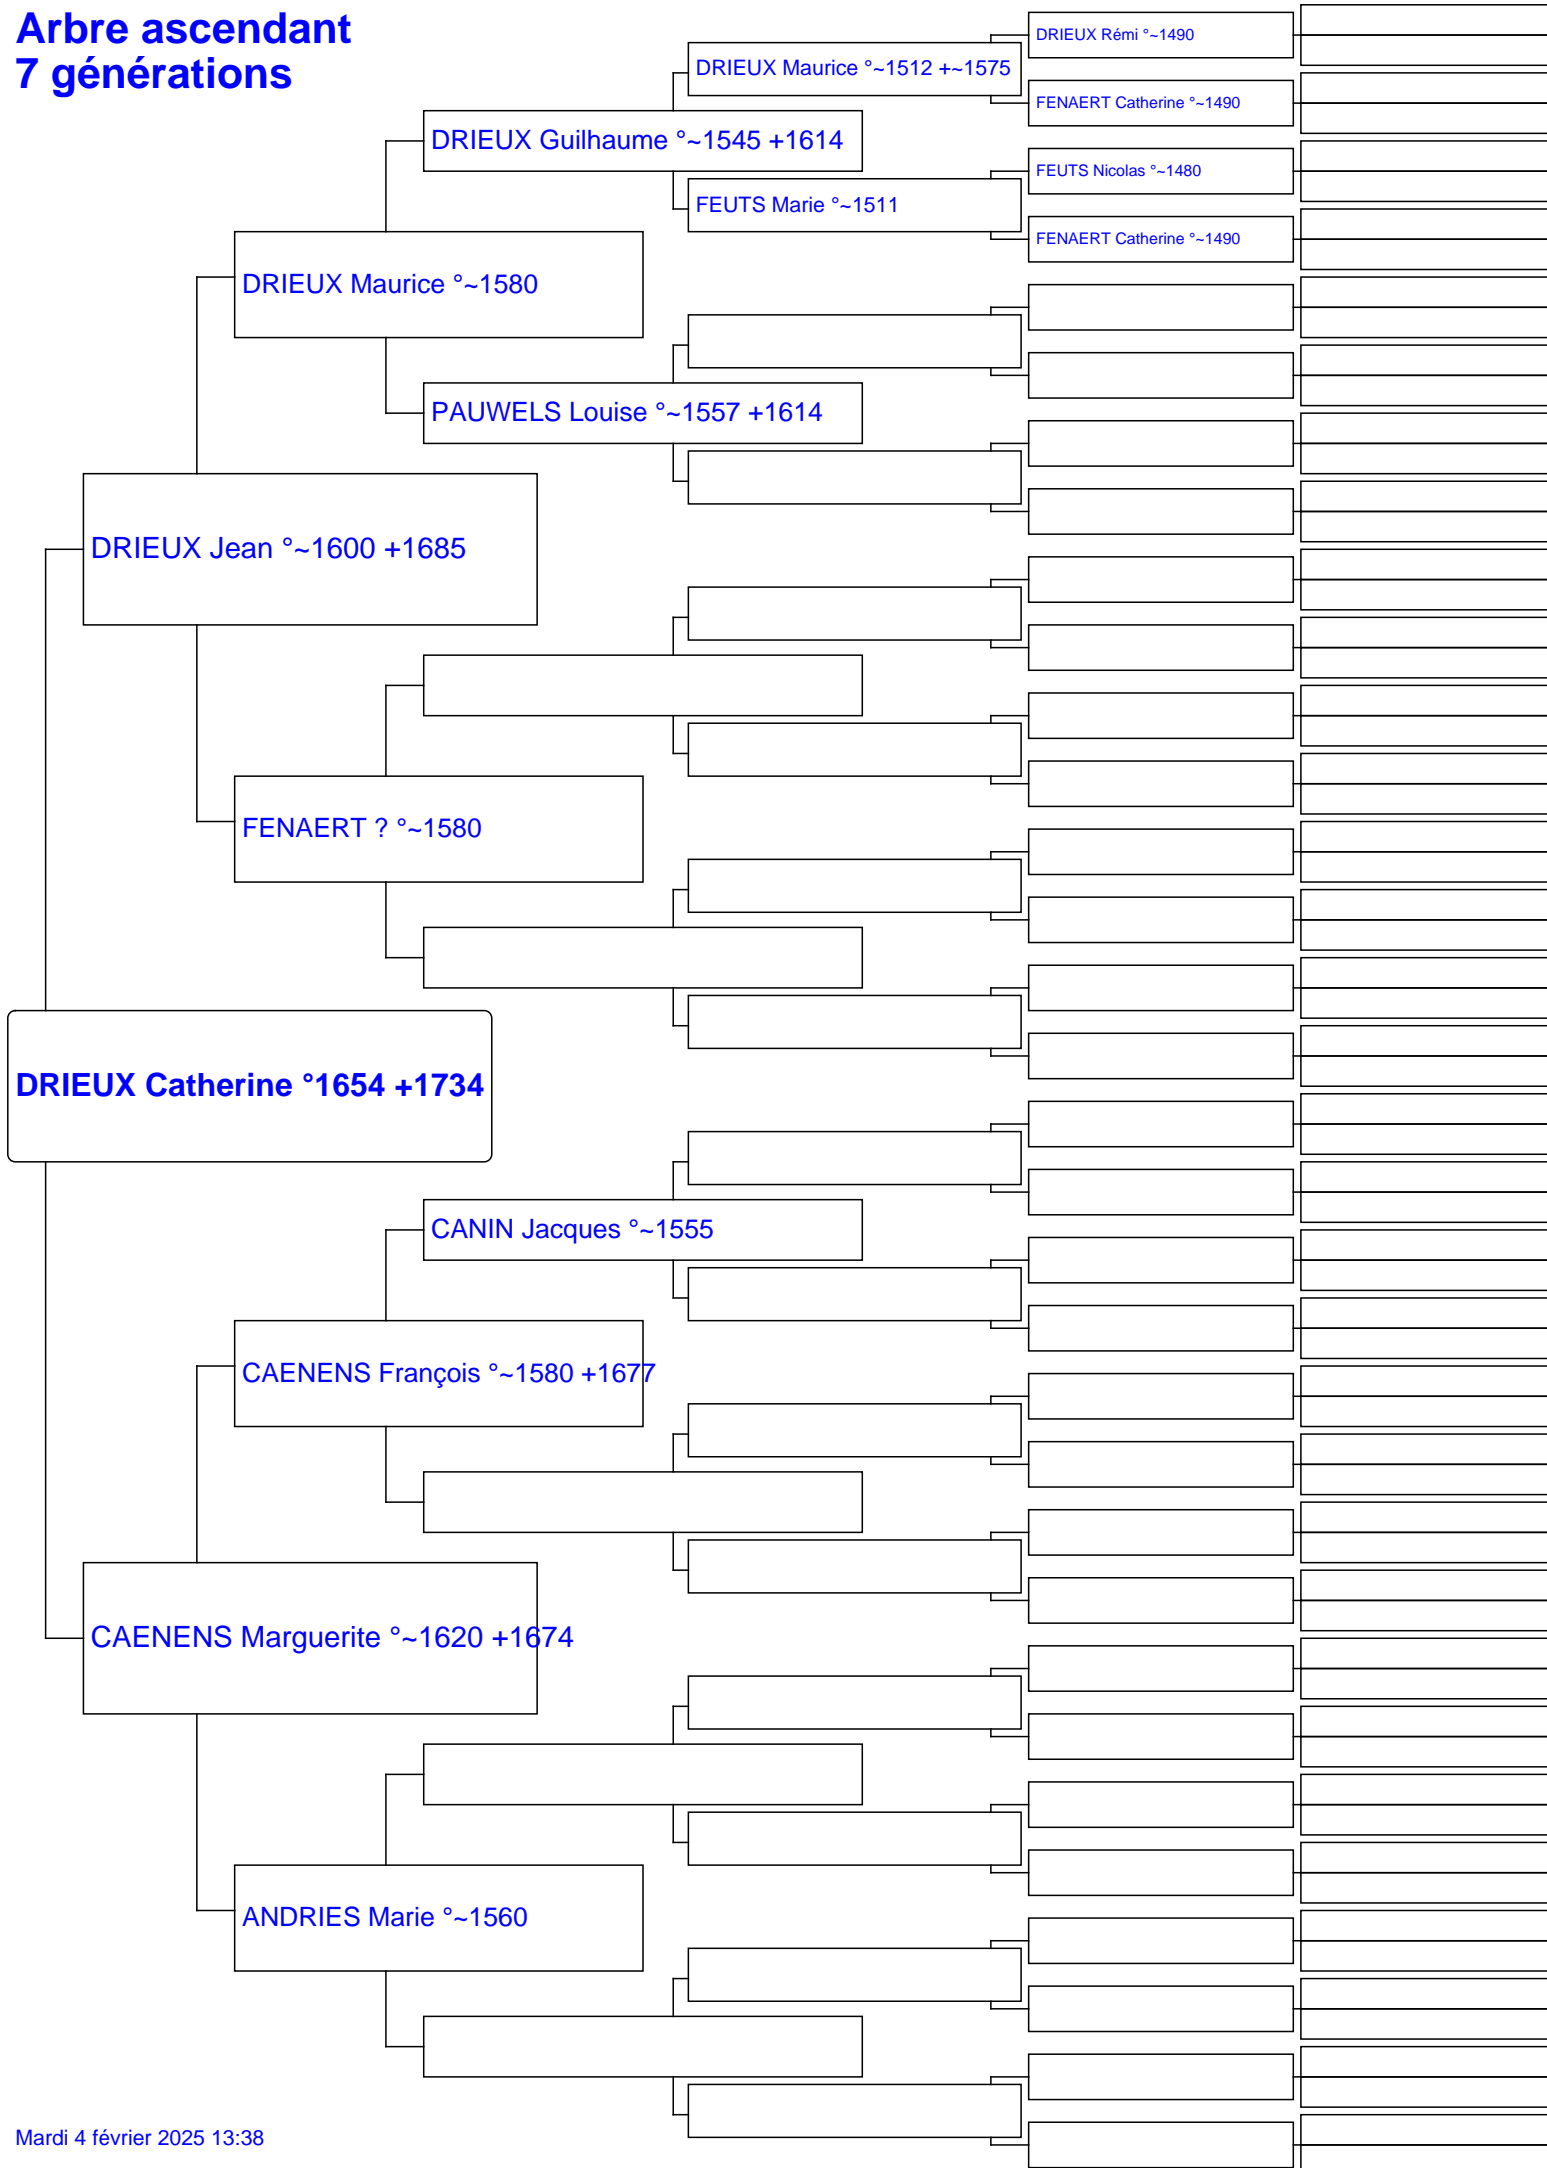 Arbre ascendant
7 générations
DRIEUX Rémi °~1490
DRIEUX Maurice °~1512 +~1575
FENAERT Catherine °~1490
DRIEUX Guilhaume °~1545 +1614
FEUTS Nicolas °~1480
FEUTS Marie °~1511
FENAERT Catherine °~1490
DRIEUX Maurice °~1580
PAUWELS Louise °~1557 +1614
DRIEUX Jean °~1600 +1685
FENAERT ? °~1580
DRIEUX Catherine °1654 +1734
CANIN Jacques °~1555
CAENENS François °~1580 +1677
CAENENS Marguerite °~1620 +1674
ANDRIES Marie °~1560
Mardi 4 février 2025 13:38